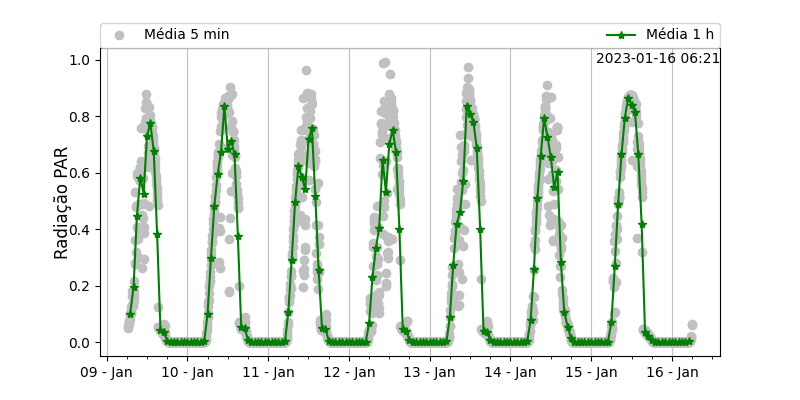 Média 5 min
Média 1 h
2023-01-16 06:21
Radiação PAR
1.0
0.8
0.6
0.4
0.2
0.0
09 - Jan
10 - Jan
11 - Jan
12 - Jan
13 - Jan
14 - Jan
15 - Jan
16 - Jan